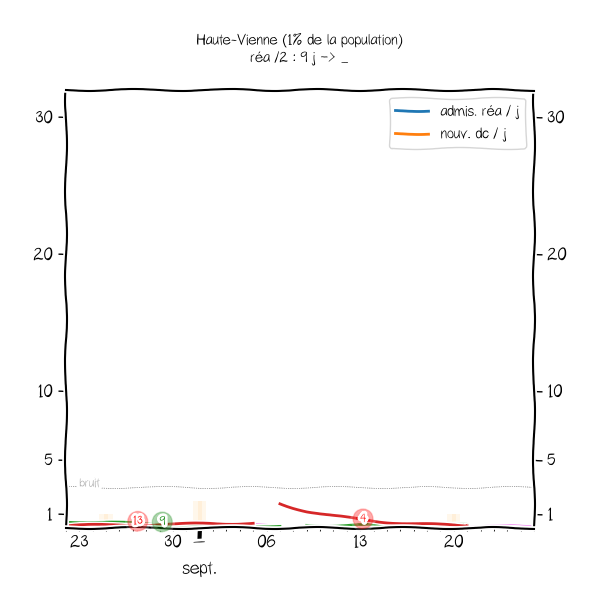 Haute-Vienne (1% de la population)
réa /2 : 9 j -> _
admis. réa / j
nouv. dc / j
30 30
20 20
10 10
5 5
bruit
1 1
13 9 4
23 30 1 06 13 20
sept.